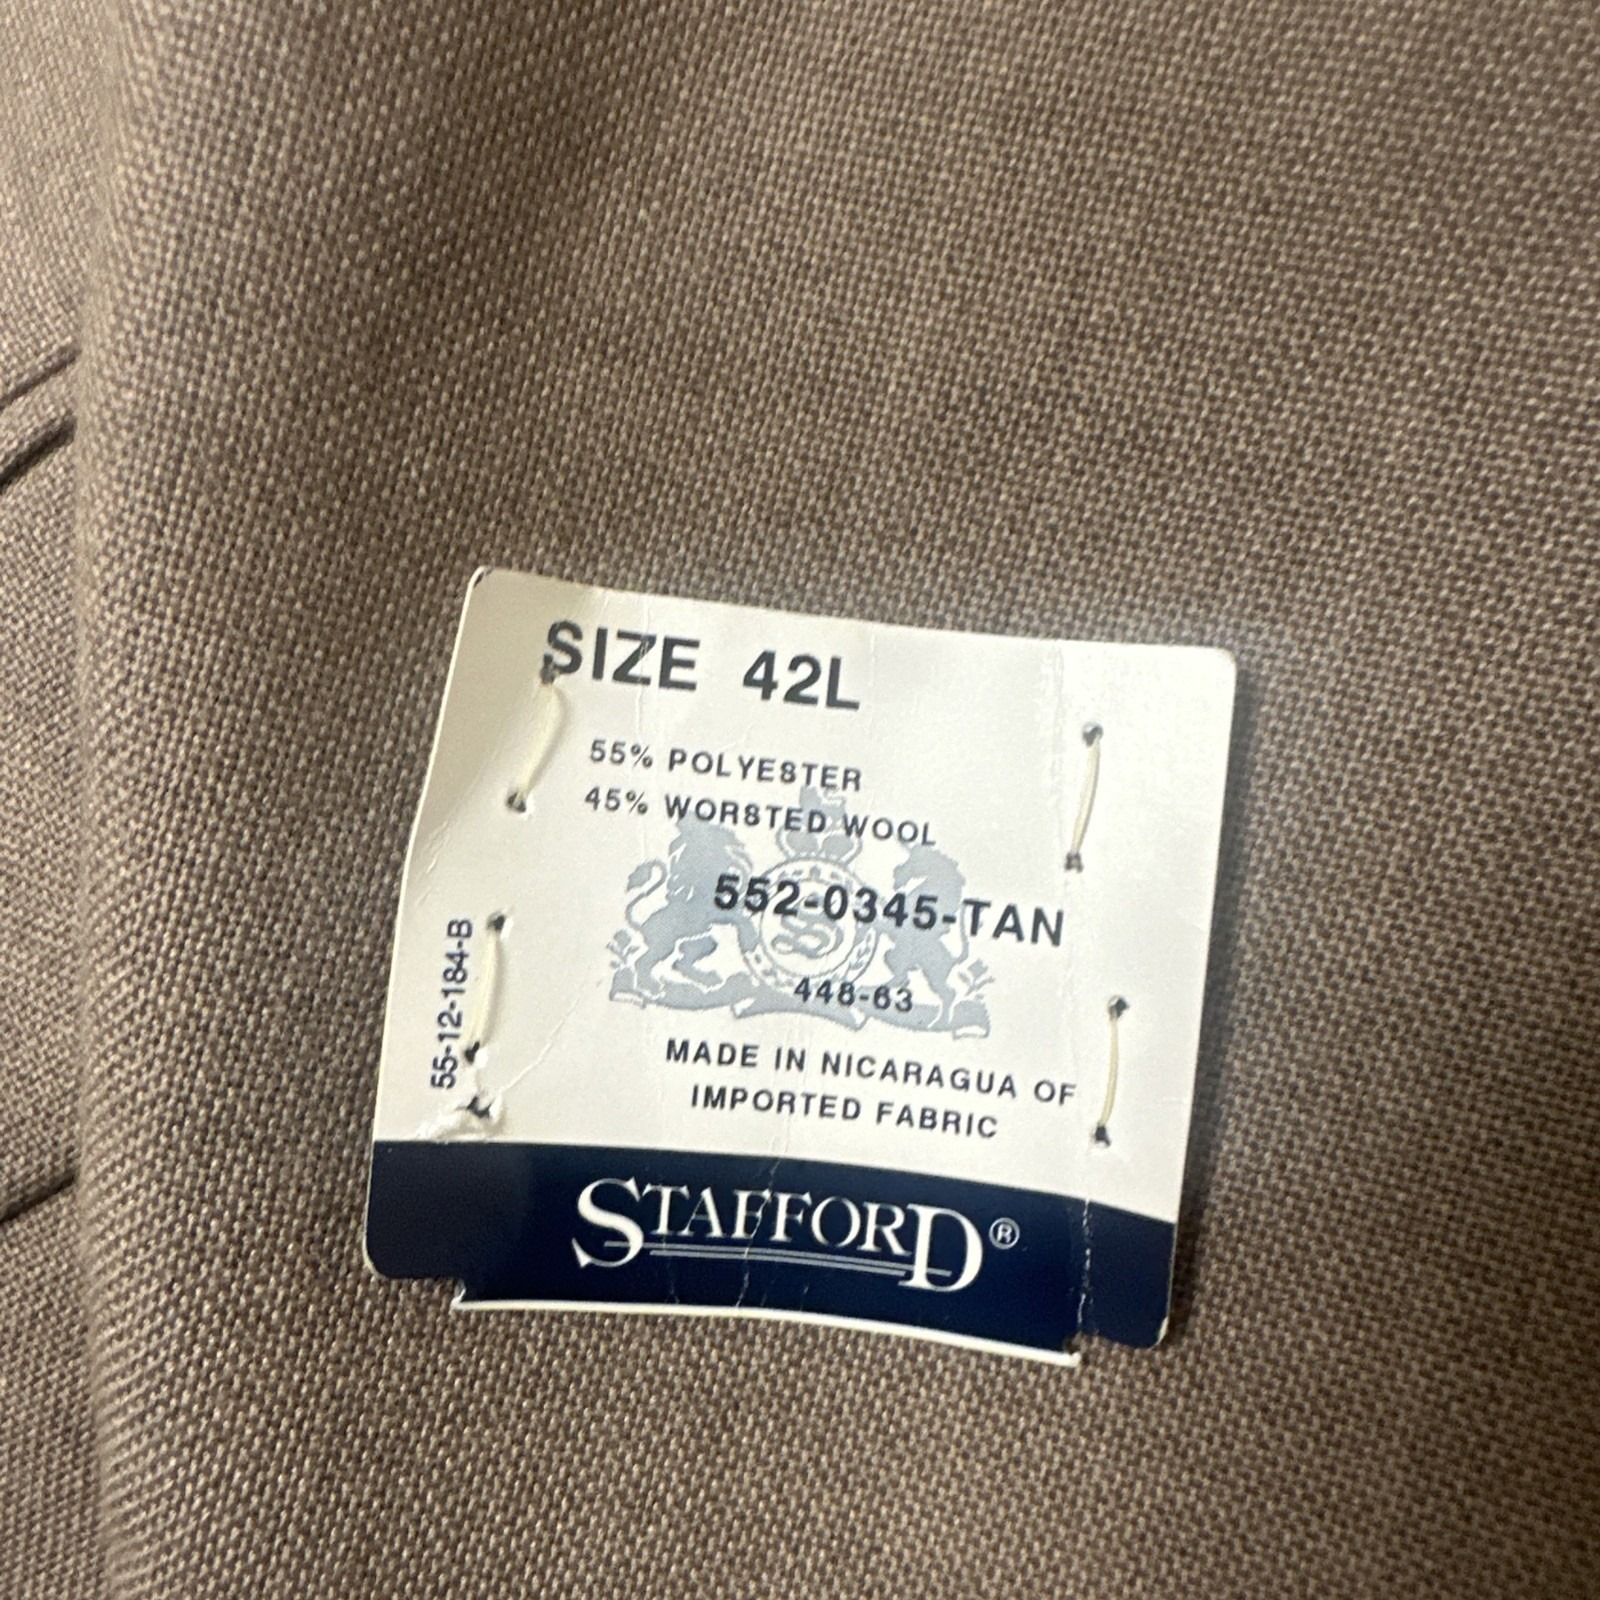 SIZE 42L
55% POLYESTER
45% WORSTED WOOL
552-0345-TAN
448-63
MADE IN NICARAGUA OF
IMPORTED FABRIC
55-12-184-B
STAFFORD®